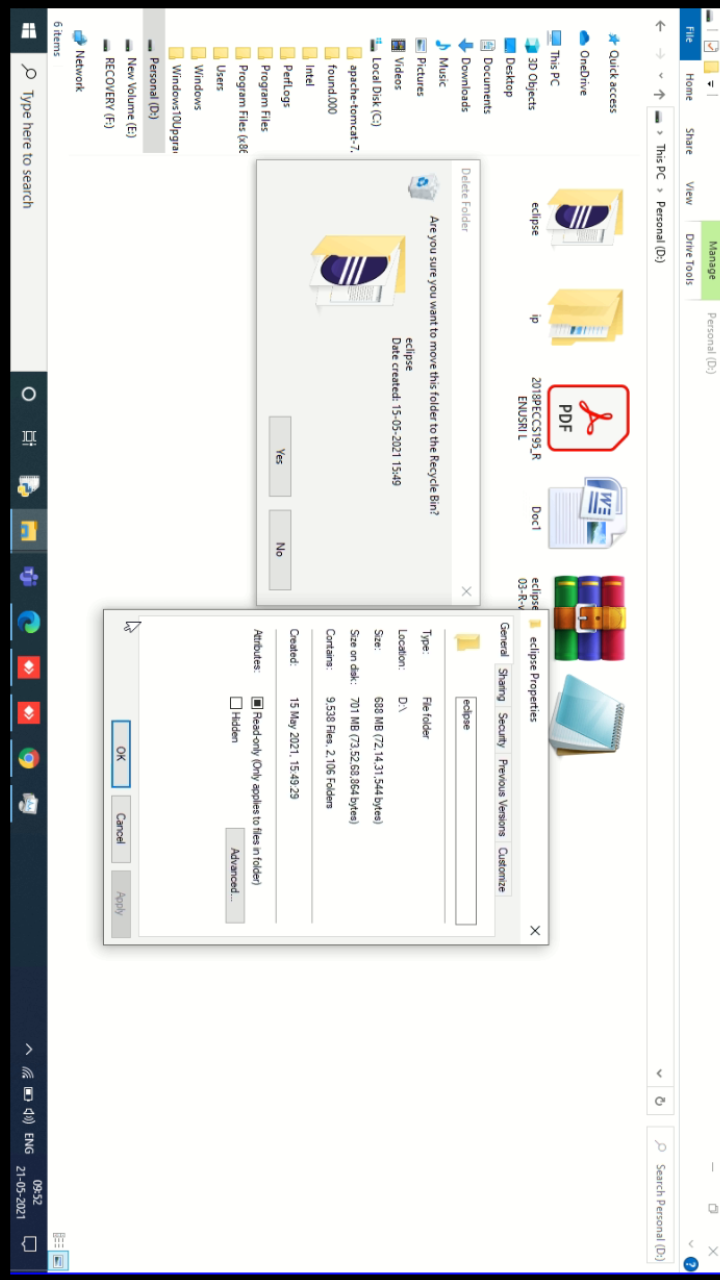 Manage
Personal (D:)
File
Home
Share
View
Drive Tools
This PC
Personal (D:)
Search Personal (D:)
Quick access
OneDrive
This PC
3D Objects
Desktop
Documents
Downloads
Music
Pictures
Videos
Local Disk (C:)
apache-tomcat-7.
found.000
Intel
PerfLogs
Program Files
Program Files (x86
Users
Windows
Windows10Upgra
Personal (D:)
New Volume (E:)
RECOVERY (F:)
Network
6 items
eclipse
ip
PDF
2018PECCS195_R
ENUSRI L
W
Doc1
eclipse
03-R-
Delete Folder
Are you sure you want to move this folder to the Recycle Bin?
eclipse
Date created: 15-05-2021 15:49
Yes
No
eclipse Properties
General
Sharing
Security
Previous Versions
Customize
eclipse
Type:
File folder
Location:
D:\
Size:
688 MB (72,14,31,544 bytes)
Size on disk:
701 MB (73,52,68,864 bytes)
Contains:
9,538 Files, 2,106 Folders
Created:
15 May 2021, 15:49:29
Attributes:
Read-only (Only applies to files in folder)
Hidden
Advanced...
OK
Cancel
Apply
Type here to search
ENG
09:52
21-05-2021